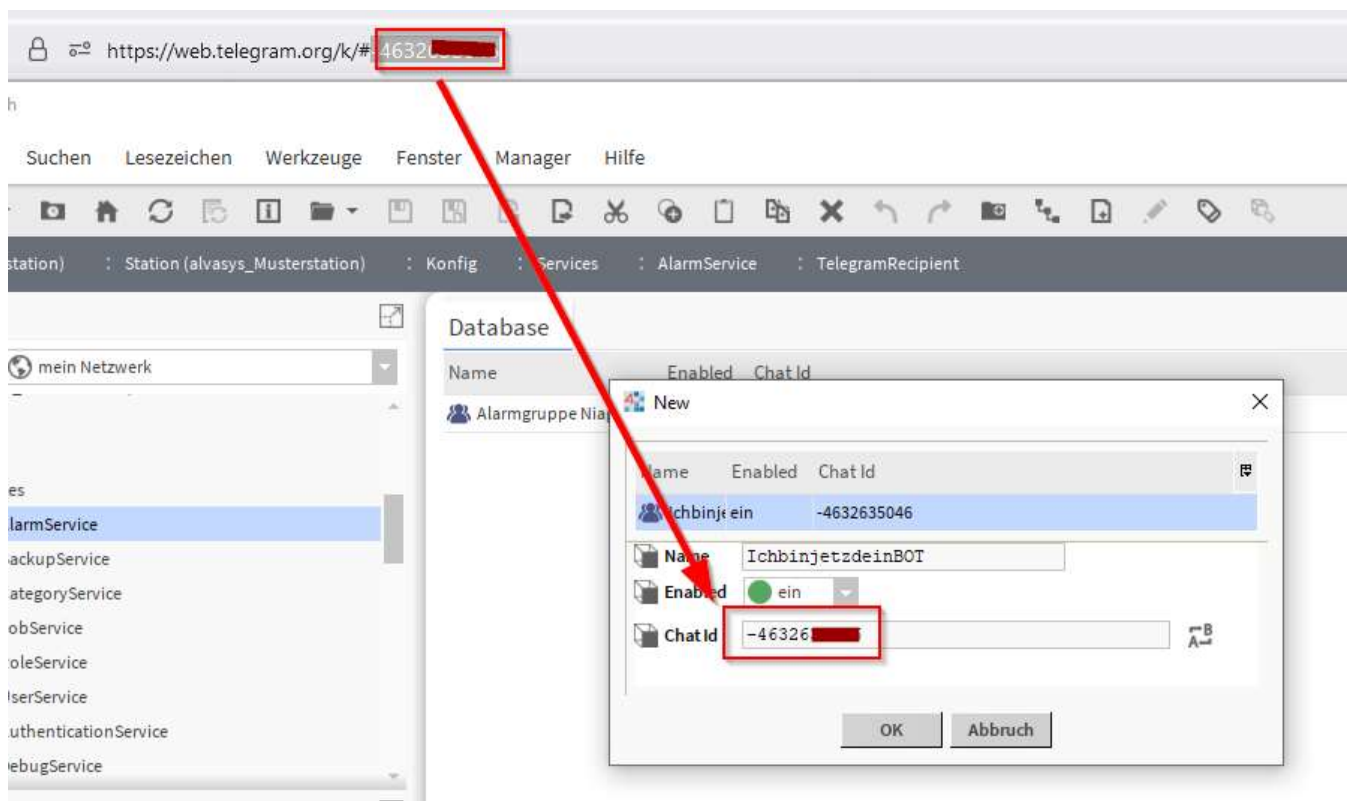 https://web.telegram.org/k/#-4632
h
Suchen Lesezeichen Werkzeuge Fenster Manager Hilfe
station) : Station (alvasys_Musterstation) : Konfig : Services : AlarmService : TelegramRecipient
Database
mein Netzwerk
Name Enabled Chat Id
Alarmgruppe Nia
New
Name Enabled Chat Id
Ichbinje ein -4632635046
Name IchbinjetzdeinBOT
Enabled ein
Chat Id -46326
OK Abbruch
es
larmService
ackupService
ategoryService
obService
oleService
UserService
uthenticationService
ebugService